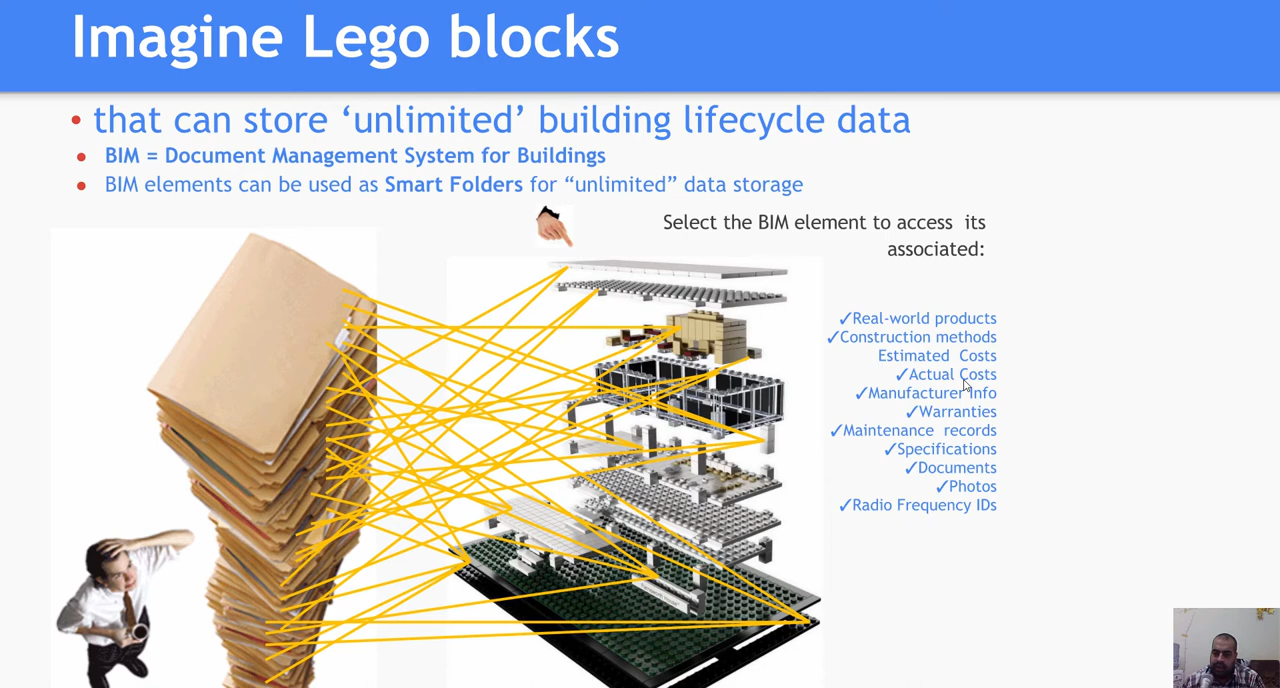 Imagine Lego blocks
• that can store ‘unlimited’ building lifecycle data
• BIM = Document Management System for Buildings
• BIM elements can be used as Smart Folders for “unlimited” data storage
Select the BIM element to access its
associated:
✓Real-world products
✓Construction methods
Estimated Costs
✓Actual Costs
✓Manufacturer Info
✓Warranties
✓Maintenance records
✓Specifications
✓Documents
✓Photos
✓Radio Frequency IDs